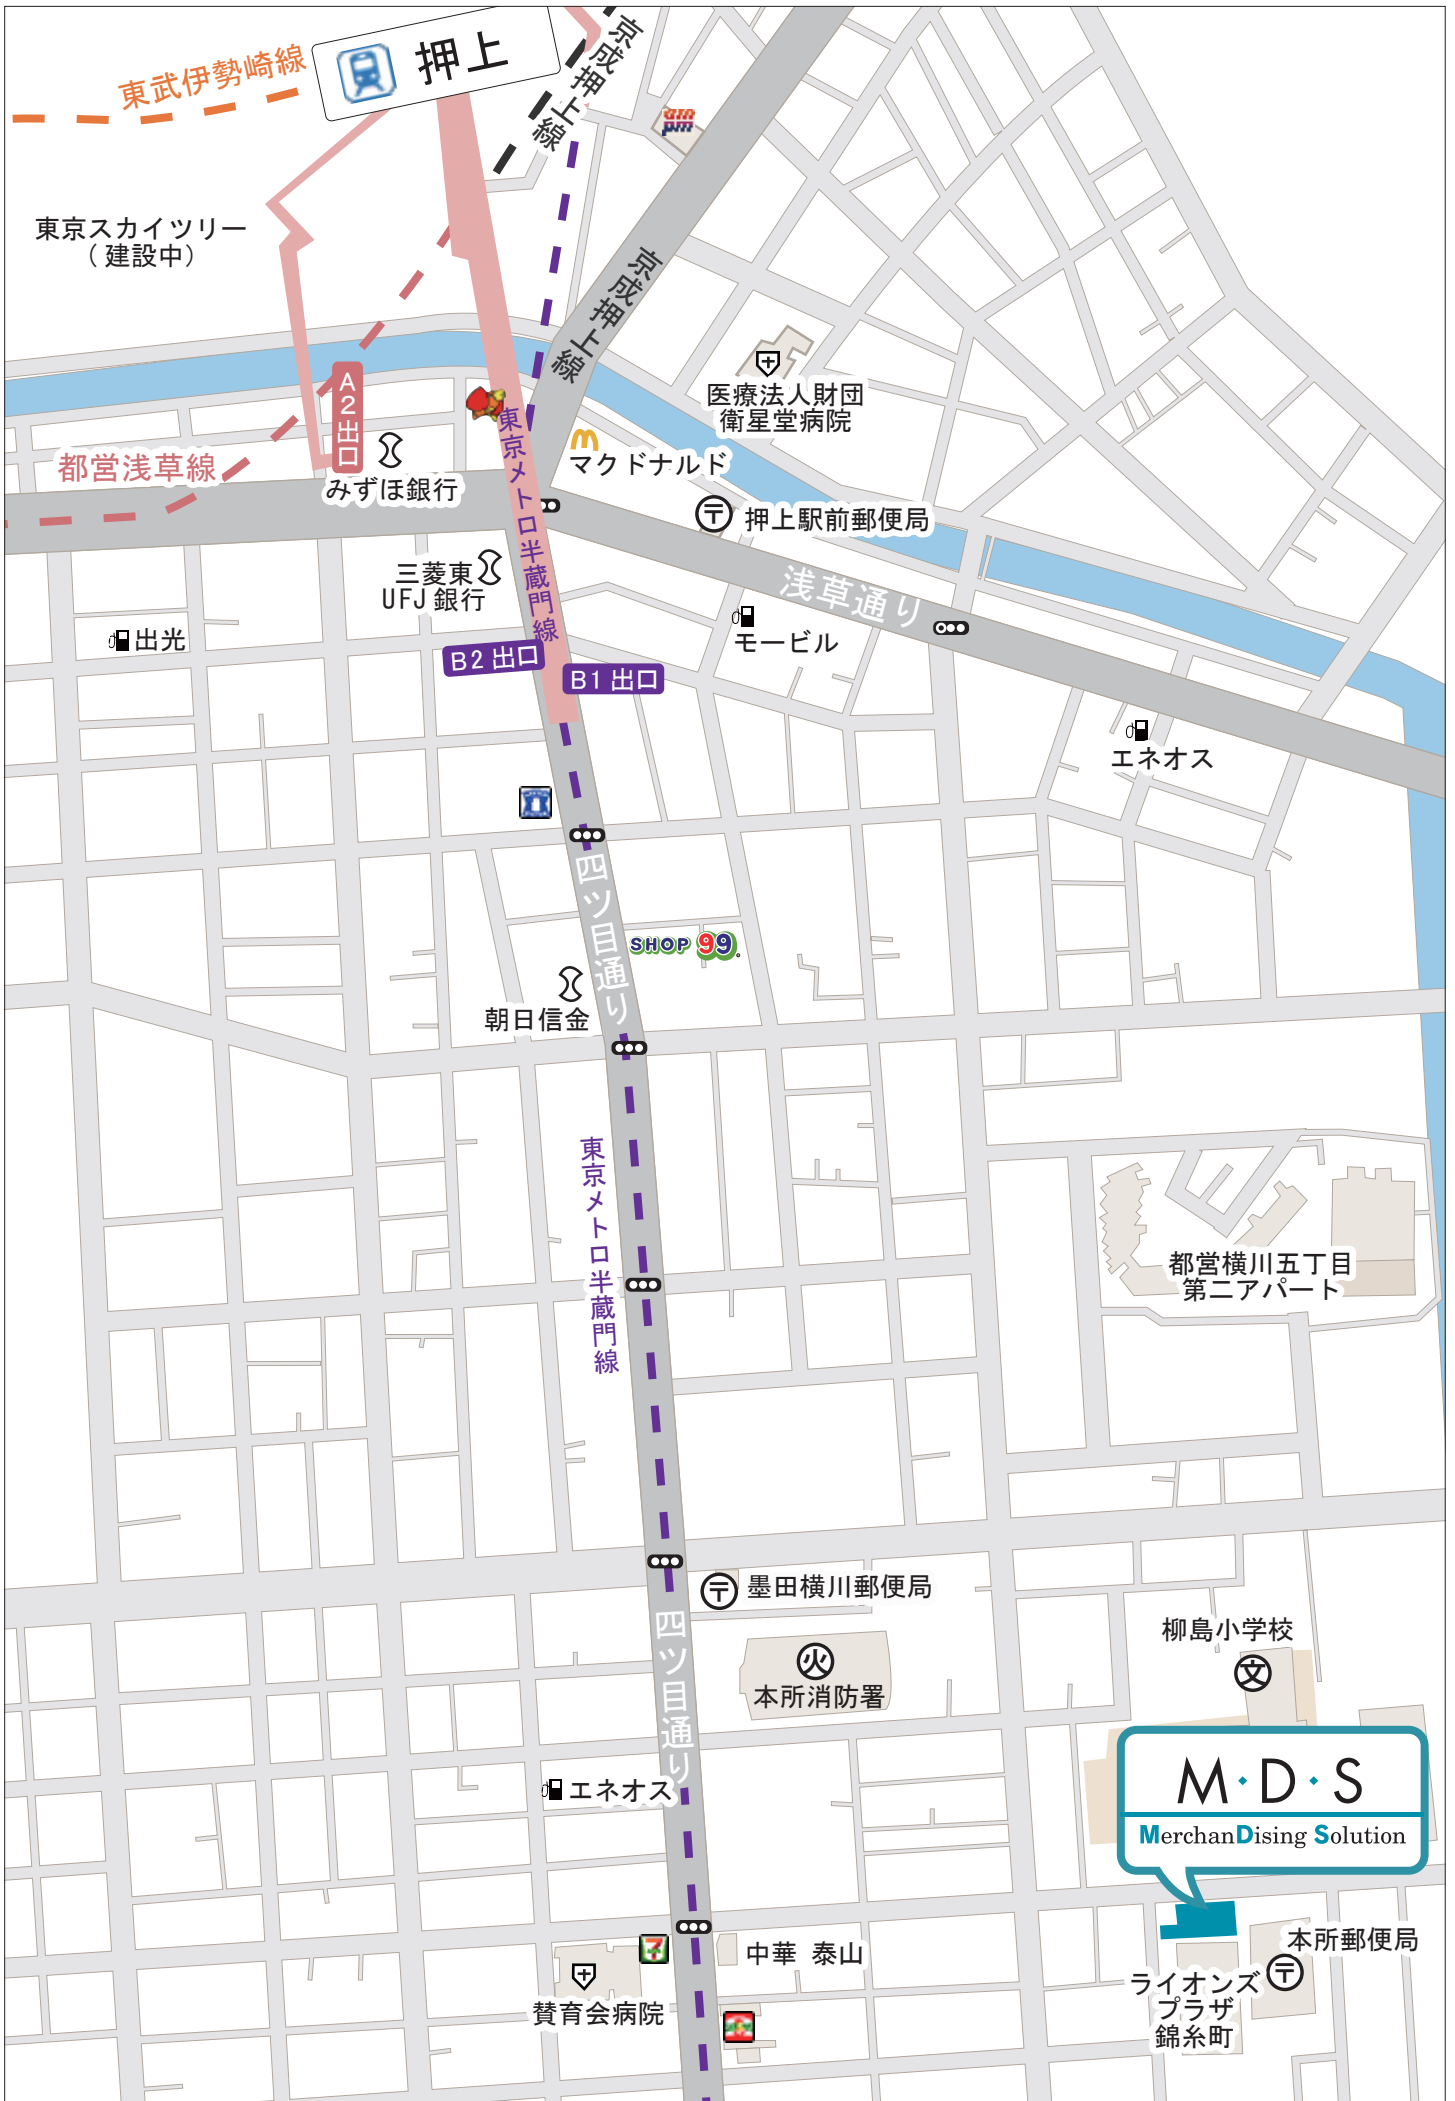 押上
東武伊勢崎線
京成押上線
am
pm
東京スカイツリー
（建設中）
京成押上線
医療法人財団
衛星堂病院
A2出口
都営浅草線
みずほ銀行
マクドナルド
押上駅前郵便局
東京メトロ半蔵門線
三菱東
UFJ銀行
浅草通り
出光
モービル
B2 出口
B1 出口
エネオス
四ツ目通り
SHOP 99
朝日信金
東京メトロ半蔵門線
都営横川五丁目
第二アパート
〒
墨田横川郵便局
四ツ目通り
柳島小学校
文
火
本所消防署
エネオス
M・D・S
MerchanDising Solution
7
中華 泰山
本所郵便局
〒
ライオンズ
プラザ
錦糸町
賛育会病院